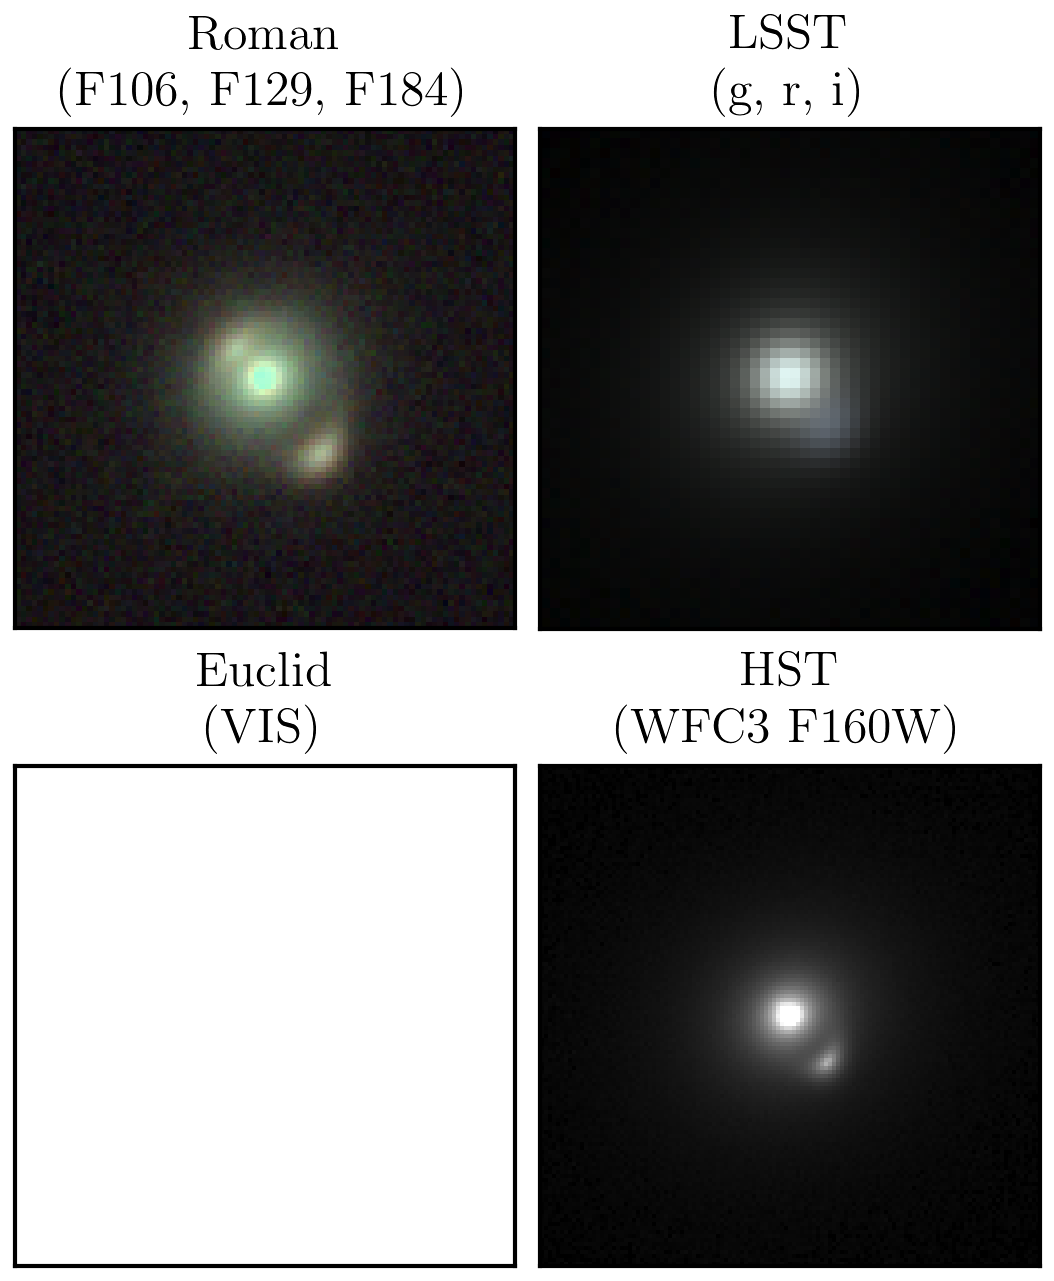 Roman
(F106, F129, F184)
LSST
(g, r, i)
Euclid
(VIS)
HST
(WFC3 F160W)